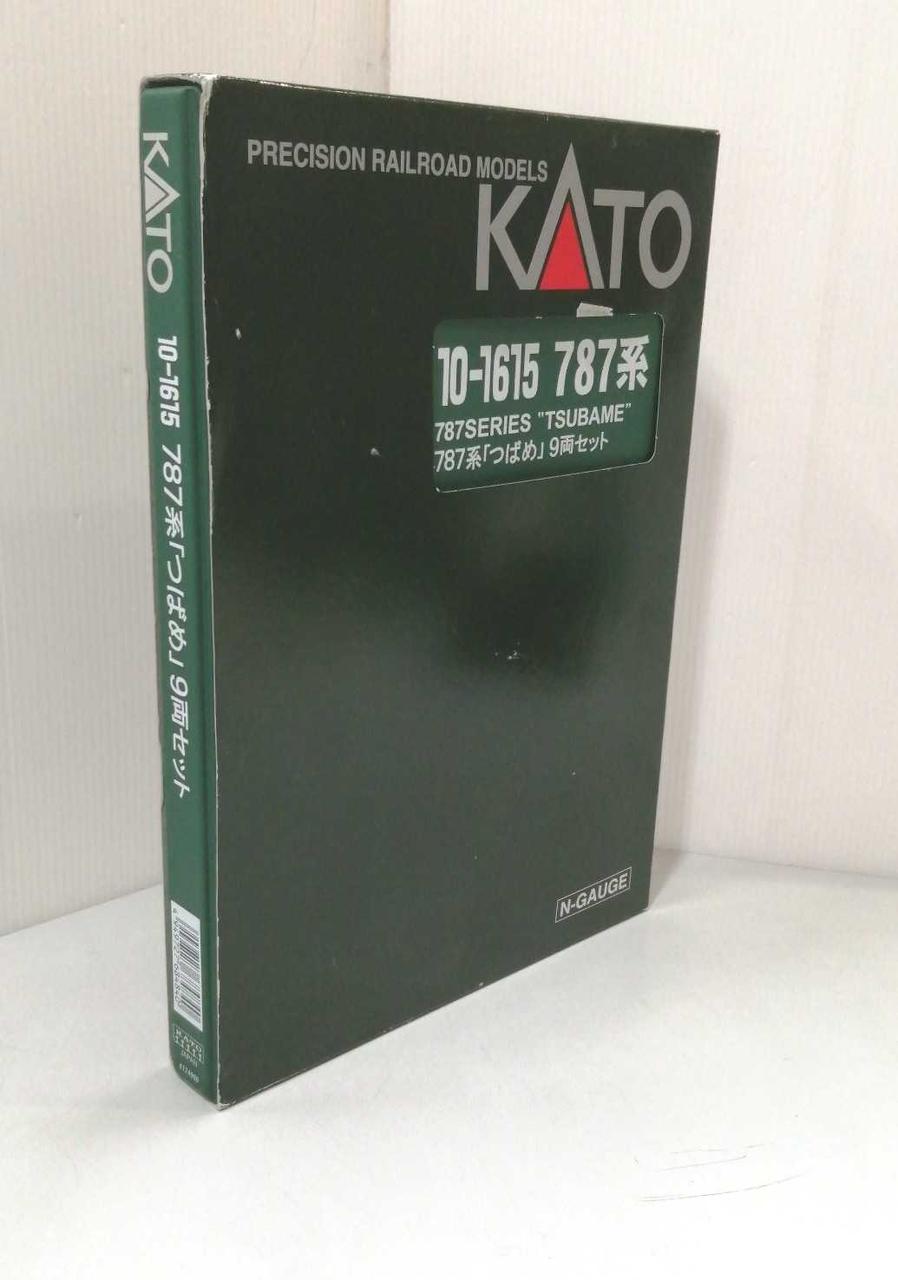 PRECISION RAILROAD MODELS
KATO
10-1615 787系
787SERIES "TSUBAME"
787系「つばめ」9両セット
N-GAUGE
KATO
10-1615 787系「つばめ」9両セット
KATO
JAPAN